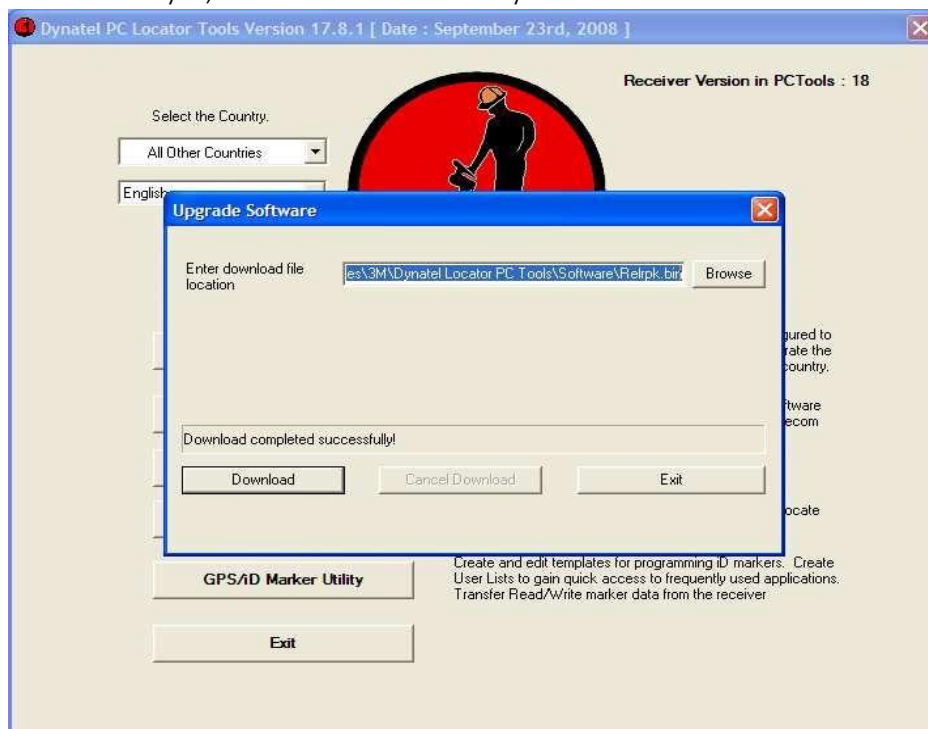 Dynatel PC Locator Tools Version 17.8.1 [ Date : September 23rd, 2008 ]
Receiver Version in PCTools : 18
Select the Country.
All Other Countries
English
Upgrade Software
Enter download file
location
es\3M\Dynatel Locator PC Tools\Software\Relrpk.bin
Browse
gured to
rate the
country.
ftware
ecom
Download completed successfully!
Download
Cancel Download
Exit
ocate
GPS/iD Marker Utility
Create and edit templates for programming iD markers. Create
User Lists to gain quick access to frequently used applications.
Transfer Read/Write marker data from the receiver
Exit